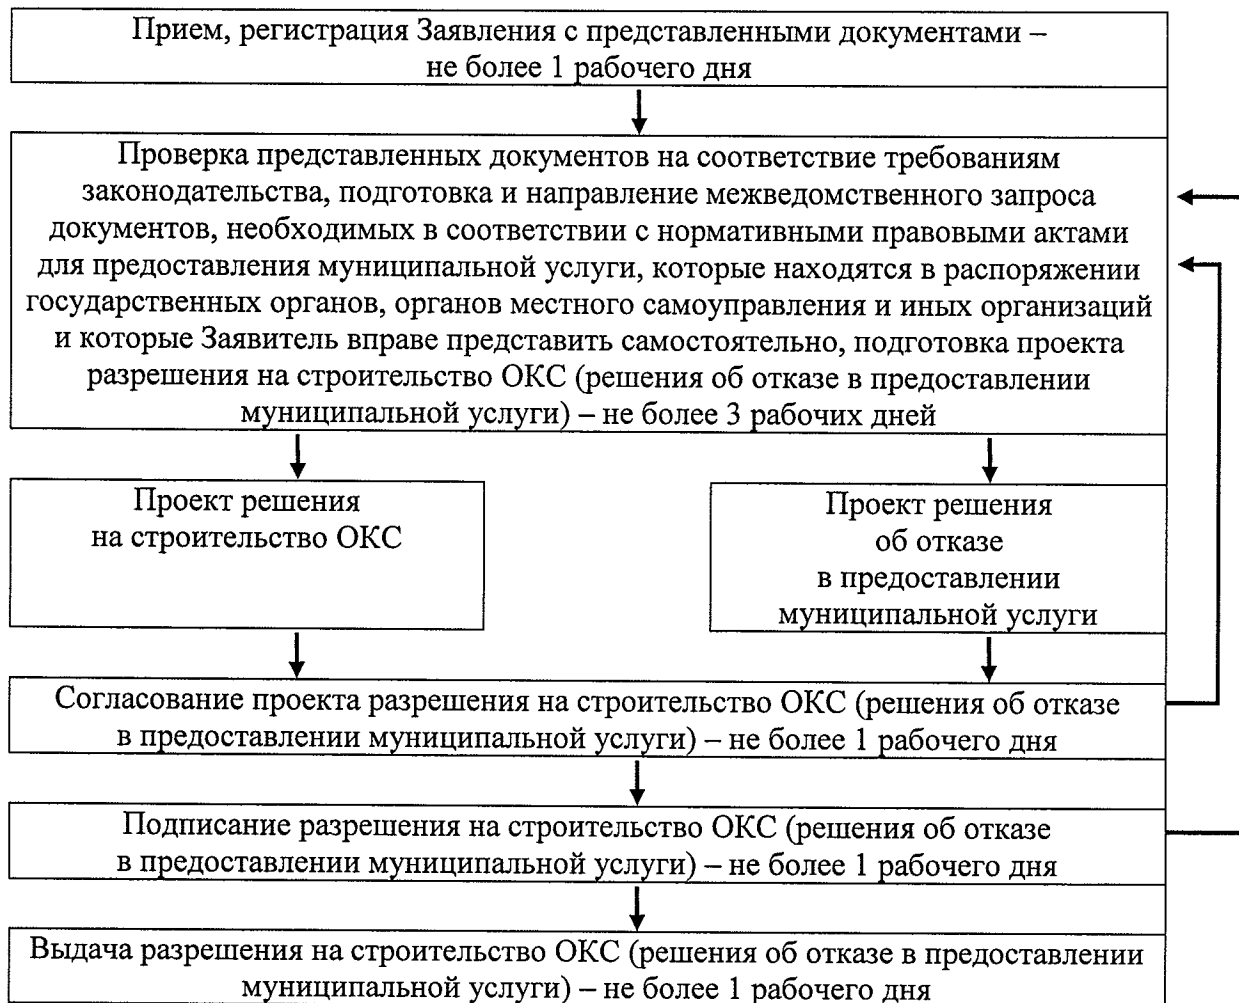 Прием, регистрация Заявления с представленными документами –
не более 1 рабочего дня
Проверка представленных документов на соответствие требованиям
законодательства, подготовка и направление межведомственного запроса
документов, необходимых в соответствии с нормативными правовыми актами
для предоставления муниципальной услуги, которые находятся в распоряжении
государственных органов, органов местного самоуправления и иных организаций
и которые Заявитель вправе представить самостоятельно, подготовка проекта
разрешения на строительство ОКС (решения об отказе в предоставлении
муниципальной услуги) – не более 3 рабочих дней
Проект решения
на строительство ОКС
Проект решения
об отказе
в предоставлении
муниципальной услуги
Согласование проекта разрешения на строительство ОКС (решения об отказе
в предоставлении муниципальной услуги) – не более 1 рабочего дня
Подписание разрешения на строительство ОКС (решения об отказе
в предоставлении муниципальной услуги) – не более 1 рабочего дня
Выдача разрешения на строительство ОКС (решения об отказе в предоставлении
муниципальной услуги) – не более 1 рабочего дня